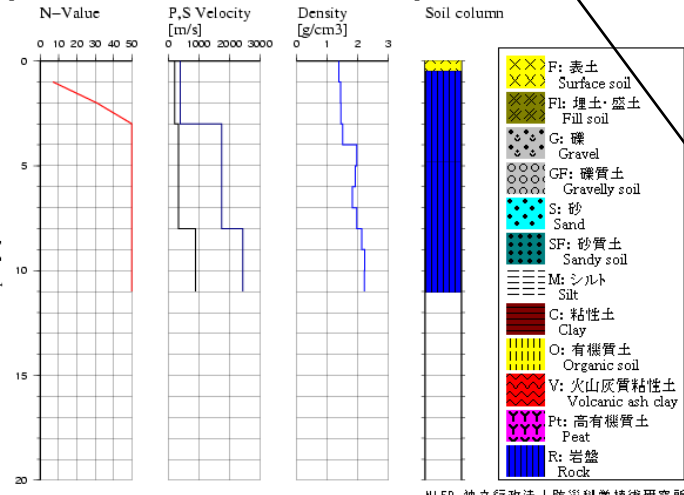 N-Value
P,S Velocity
[m/s]
Density
[g/cm3]
Soil column
0 10 20 30 40 50
0 1000 2000 3000
0 1 2 3
0
5
10
15
20
F: 表土
Surface soil
Fl: 埋土・盛土
Fill soil
G: 礫
Gravel
GF: 礫質土
Gravelly soil
S: 砂
Sand
SF: 砂質土
Sandy soil
M: シルト
Silt
C: 粘性土
Clay
O: 有機質土
Organic soil
V: 火山灰質粘性土
Volcanic ash clay
Pt: 高有機質土
Peat
R: 岩盤
Rock